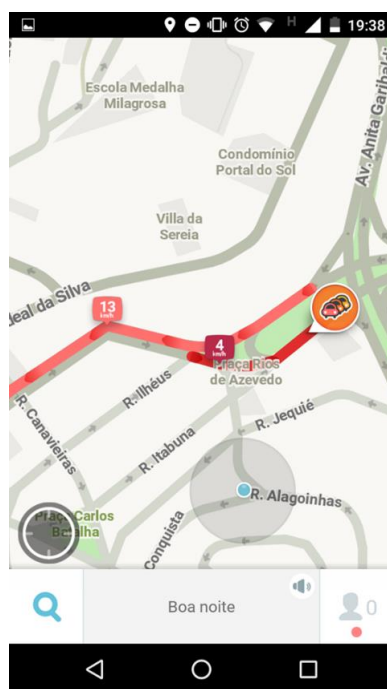 H
19:38
Escola Medalha
Milagrosa
Condomínio
Portal do Sol
Av. Anita Garibaldi
Villa da
Sereia
deal da Silva
13
km/h
4
km/h
Praça Rios
de Azevedo
R. Ilhéus
R. Canavieiras
R. Itabuna
R. Jequié
R. Alagoinhas
Praça Carlos
Batalha
Conquista
Boa noite
0